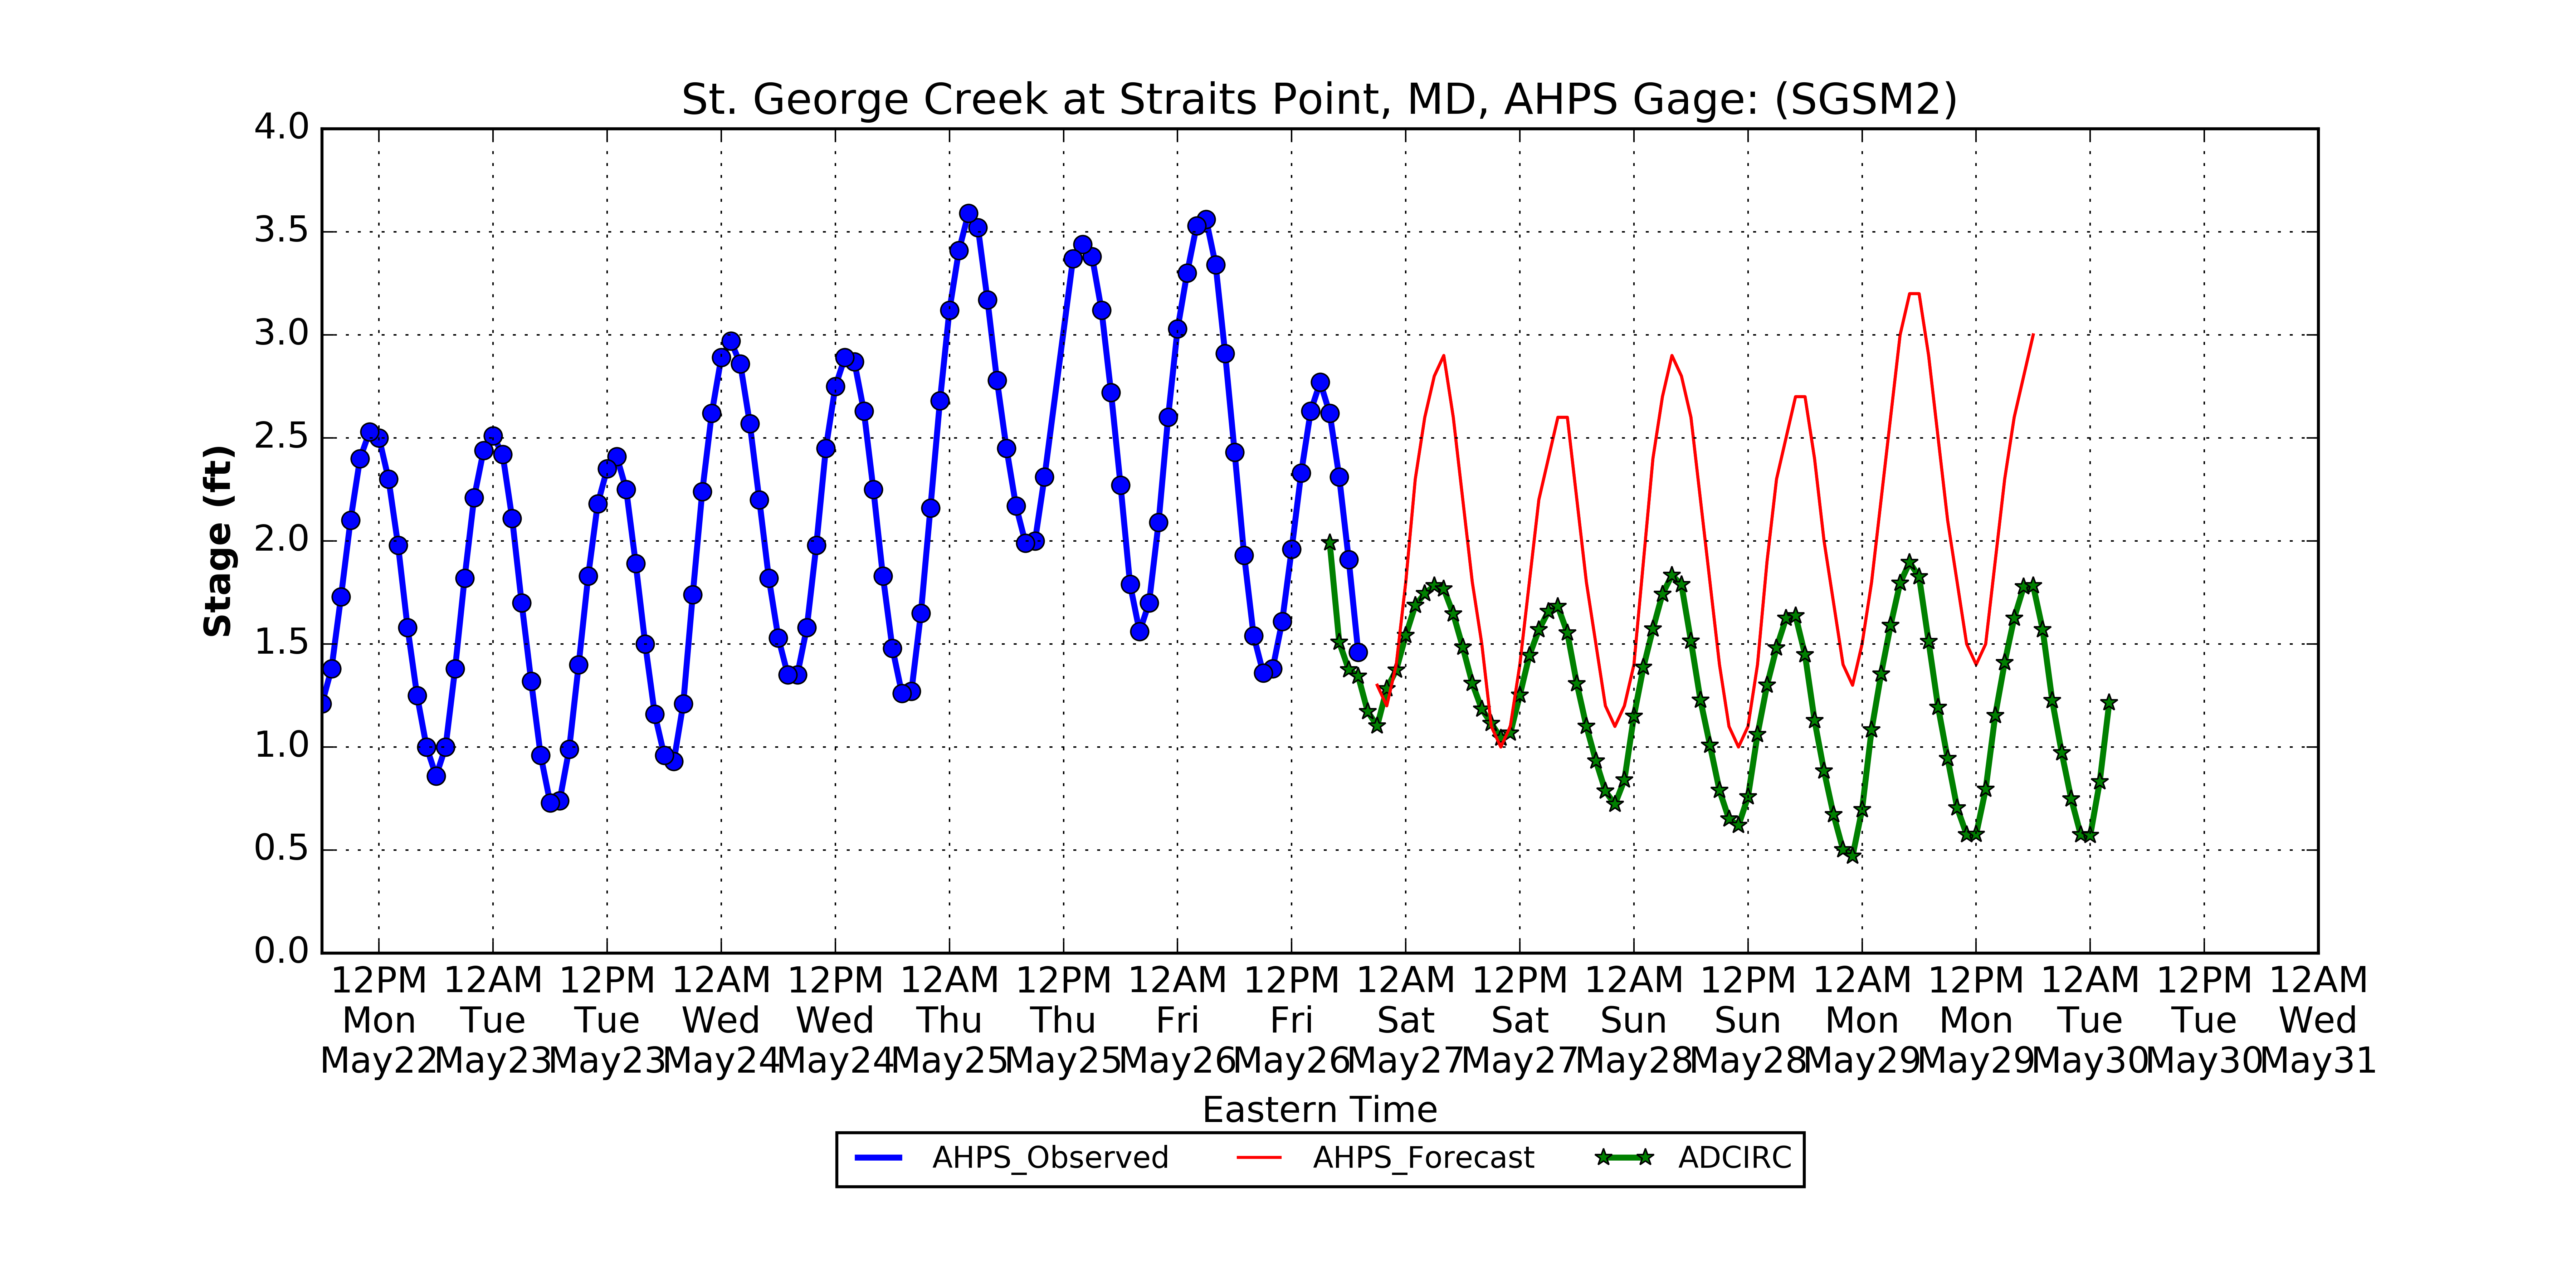 St. George Creek at Straits Point, MD, AHPS Gage: (SGSM2)
4.0
3.5
3.0
2.5
2.0
1.5
1.0
0.5
0.0
Stage (ft)
12PM 12AM 12PM 12AM 12PM 12AM 12PM 12AM 12PM 12AM 12PM 12AM 12PM 12AM 12PM 12AM 12PM 12AM
Mon Tue Tue Wed Wed Thu Thu Fri Fri Sat Sat Sun Sun Mon Mon Tue Tue Wed
May22 May23 May23 May24 May24 May25 May25 May26 May26 May27 May27 May28 May28 May29 May29 May30 May30 May31
Eastern Time
AHPS_Observed AHPS_Forecast ADCIRC